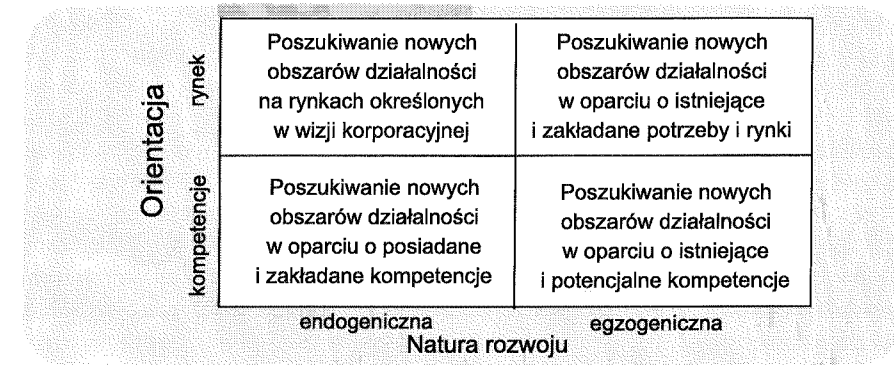 Orientacja
rynek
Poszukiwanie nowych
obszarów działalności
na rynkach określonych
w wizji korporacyjnej
Poszukiwanie nowych
obszarów działalności
w oparciu o istniejące
i zakładane potrzeby i rynki
kompetencje
Poszukiwanie nowych
obszarów działalności
w oparciu o posiadane
i zakładane kompetencje
Poszukiwanie nowych
obszarów działalności
w oparciu o istniejące
i potencjalne kompetencje
endogeniczna
egzogeniczna
Natura rozwoju